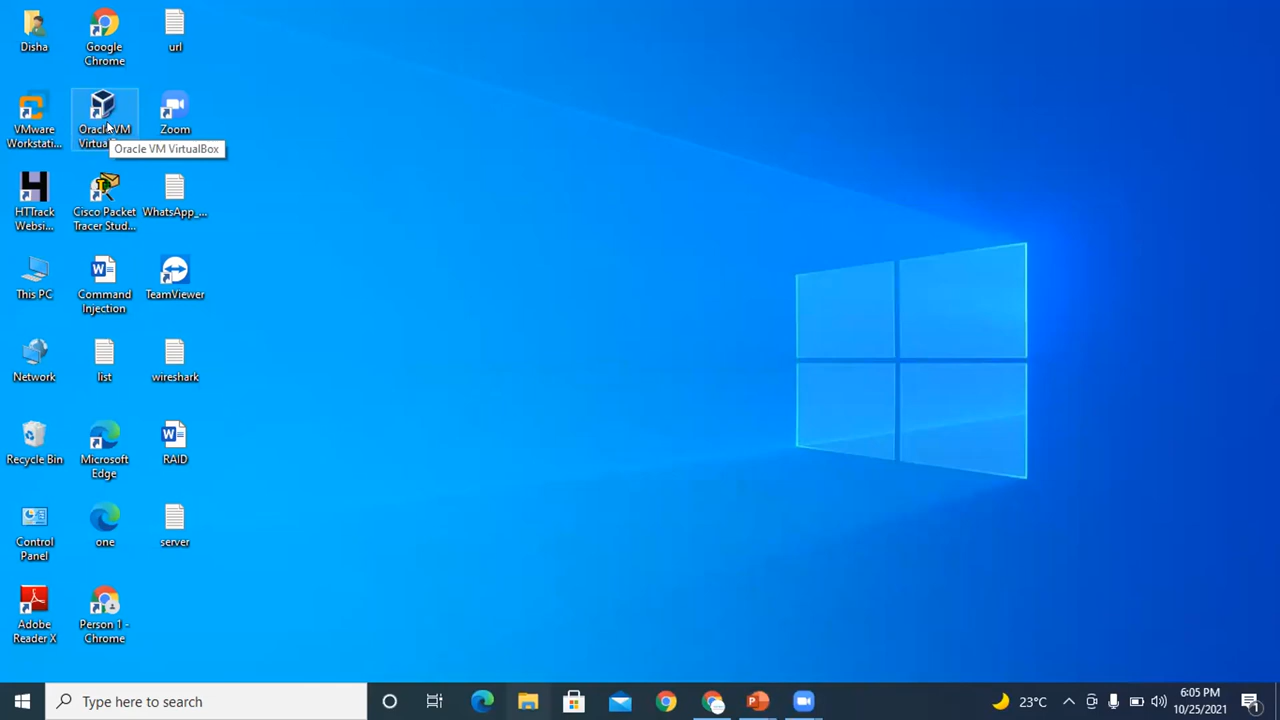 Disha
Google
Chrome
url
VMware
Workstati...
Oracle VM
Zoom
Oracle VM VirtualBox
HTTrack
Websi...
Cisco Packet
Tracer Stud...
WhatsApp_...
This PC
Command
Injection
TeamViewer
Network
list
wireshark
Recycle Bin
Microsoft
Edge
RAID
Control
Panel
one
server
Adobe
Reader X
Person 1 -
Chrome
Type here to search
23°C
6:05 PM
10/25/2021
1